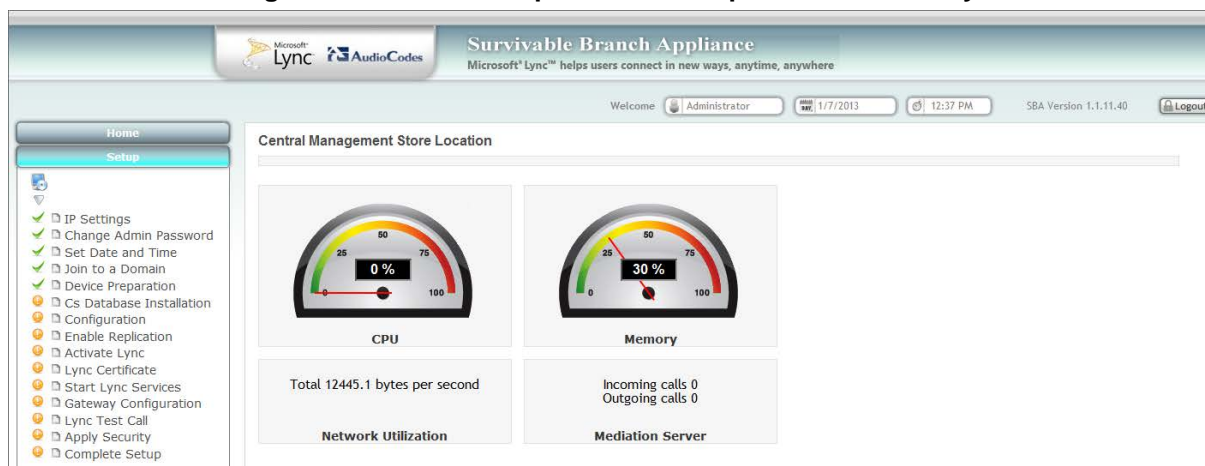 Microsoft®
Lync™
AudioCodes
Survivable Branch Appliance
Microsoft® Lync™ helps users connect in new ways, anytime, anywhere
Welcome Administrator 1/7/2013 12:37 PM SBA Version 1.1.11.40 Logout
Home
Setup
IP Settings
Change Admin Password
Set Date and Time
Join to a Domain
Device Preparation
Cs Database Installation
Configuration
Enable Replication
Activate Lync
Lync Certificate
Start Lync Services
Gateway Configuration
Lync Test Call
Apply Security
Complete Setup
Central Management Store Location
0 25 50 75 100
0 %
CPU
0 25 50 75 100
30 %
Memory
Total 12445.1 bytes per second
Network Utilization
Incoming calls 0
Outgoing calls 0
Mediation Server